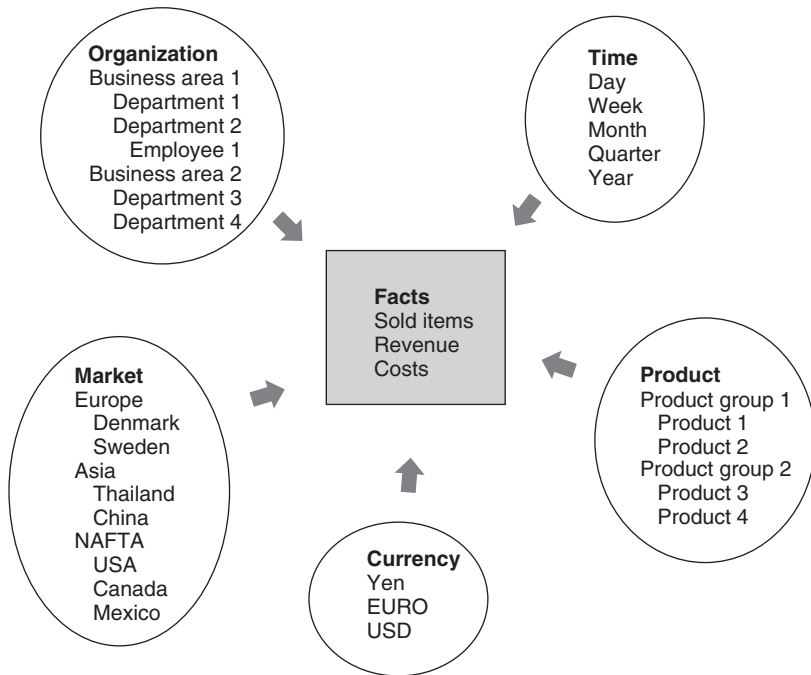 Organization
Business area 1
Department 1
Department 2
Employee 1
Business area 2
Department 3
Department 4
Time
Day
Week
Month
Quarter
Year
Facts
Sold items
Revenue
Costs
Market
Europe
Denmark
Sweden
Asia
Thailand
China
NAFTA
USA
Canada
Mexico
Currency
Yen
EURO
USD
Product
Product group 1
Product 1
Product 2
Product group 2
Product 3
Product 4